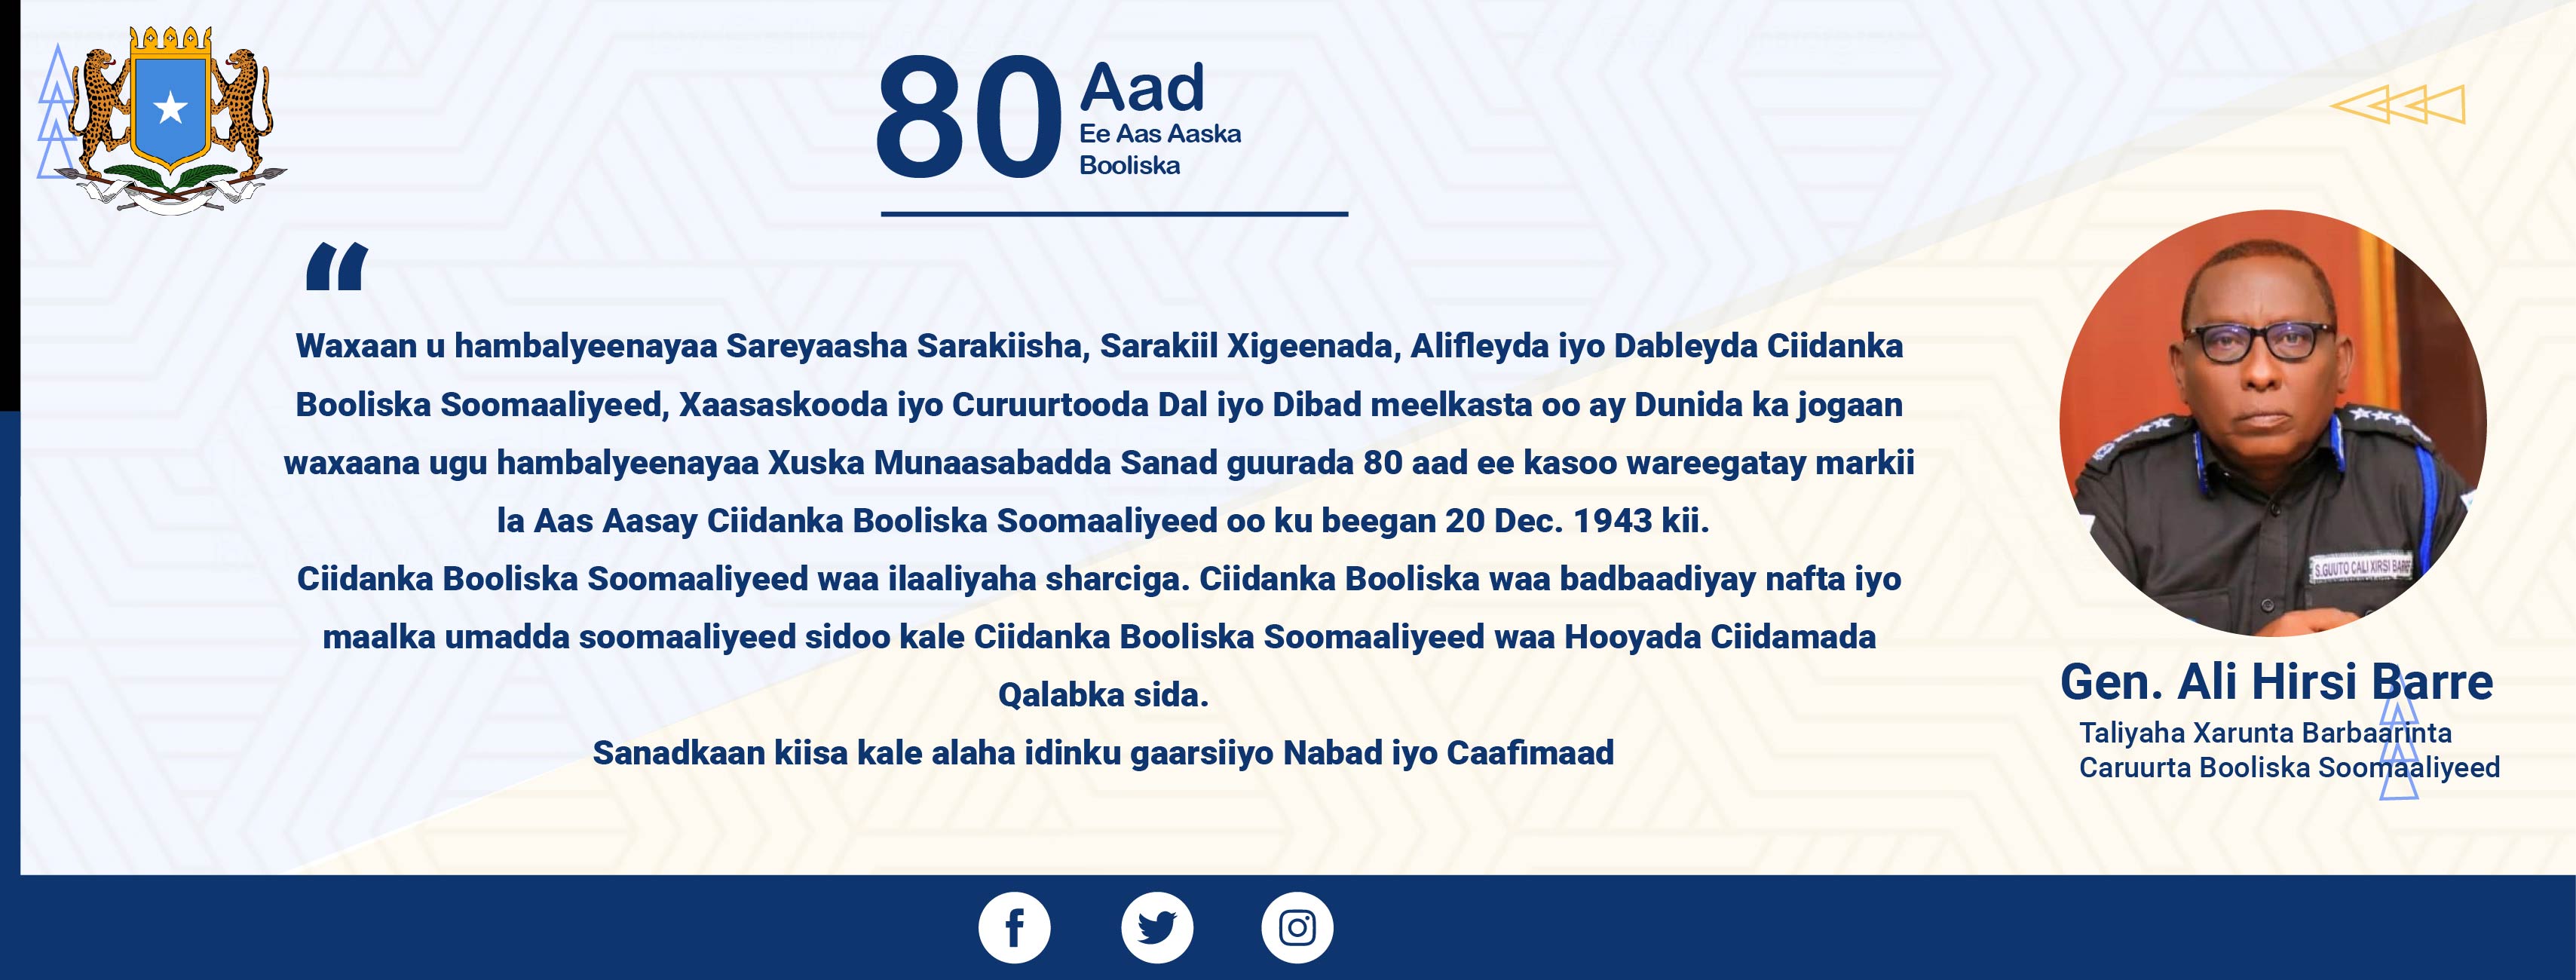 80 Aad
Ee Aas Aaska
Booliska
“
Waxaan u hambalyeenayaa Sareyaasha Sarakiisha, Sarakiil Xigeenada, Alifleyda iyo Dableyda Ciidanka
Booliska Soomaaliyeed, Xaasaskooda iyo Curuurtooda Dal iyo Dibad meelkasta oo ay Dunida ka jogaan
waxaana ugu hambalyeenayaa Xuska Munaasabadda Sanad guurada 80 aad ee kasoo wareegatay markii
la Aas Aasay Ciidanka Booliska Soomaaliyeed oo ku beegan 20 Dec. 1943 kii.
Ciidanka Booliska Soomaaliyeed waa ilaaliyaha sharciga. Ciidanka Booliska waa badbaadiyay nafta iyo
maalka umadda soomaaliyeed sidoo kale Ciidanka Booliska Soomaaliyeed waa Hooyada Ciidamada
Qalabka sida.
Sanadkaan kiisa kale alaha idinku gaarsiiyo Nabad iyo Caafimaad
S.GUUTO CALI XIRSI BARRE
Gen. Ali Hirsi Barre
Taliyaha Xarunta Barbaarinta
Caruurta Booliska Soomaaliyeed